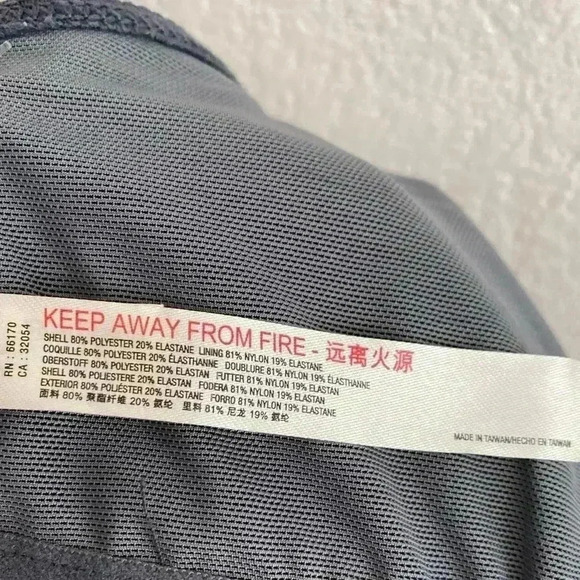 RN : 66170
CA : 32054
KEEP AWAY FROM FIRE - 远离火源
SHELL 80% POLYESTER 20% ELASTANE LINING 81% NYLON 19% ELASTANE
COQUILLE 80% POLYESTER 20% ÉLASTHANNE DOUBLURE 81% NYLON 19% ÉLASTHANNE
OBERSTOFF 80% POLYESTER 20% ELASTAN FUTTER 81% NYLON 19% ELASTAN
SHELL 80% POLIESTERE 20% ELASTAN FODERA 81% NYLON 19% ELASTANE
EXTERIOR 80% POLIÉSTER 20% ELASTANE FORRO 81% NYLON 19% ELASTANE
面料 80% 聚酯纤维 20% 氨纶 里料 81% 尼龙 19% 氨纶
MADE IN TAIWAN/HECHO EN TAIWAN